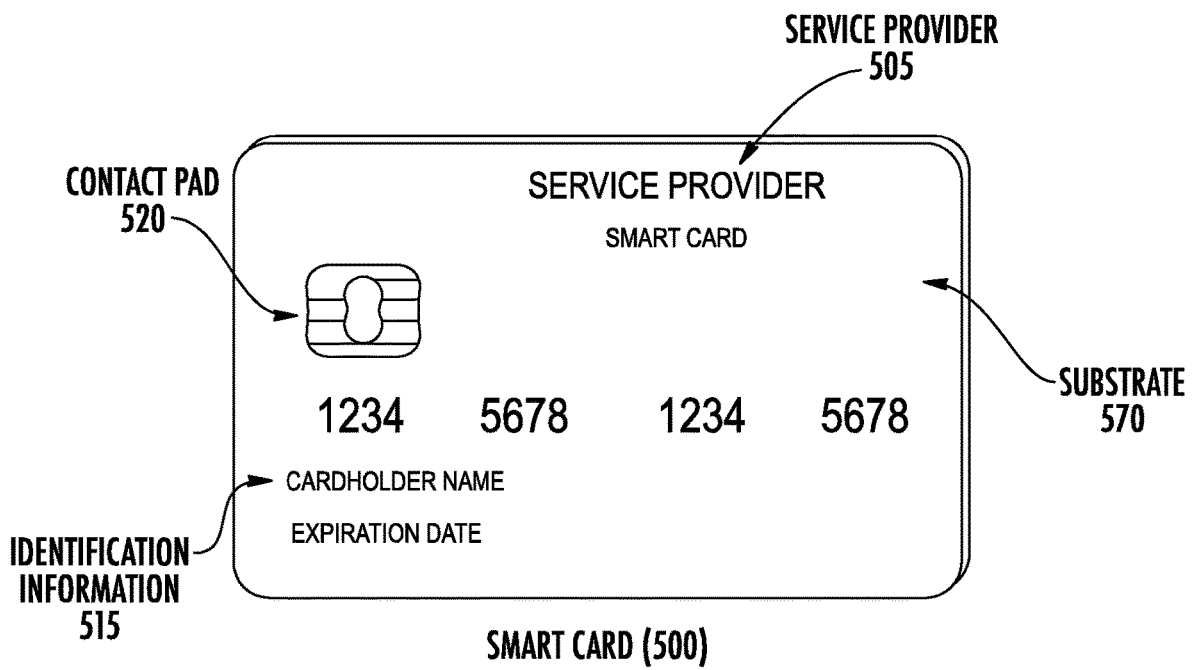 SERVICE PROVIDER
505
CONTACT PAD
520
SERVICE PROVIDER
SMART CARD
SUBSTRATE
570
1234 5678 1234 5678
CARDHOLDER NAME
EXPIRATION DATE
IDENTIFICATION
INFORMATION
515
SMART CARD (500)